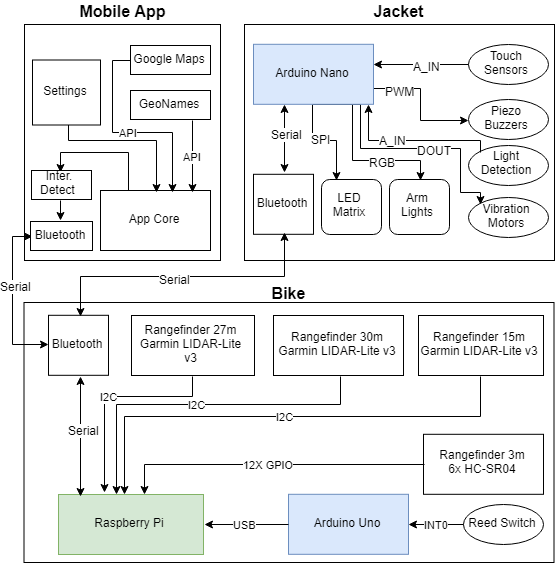 Mobile App
Jacket
Google Maps
Settings
GeoNames
API
API
Inter.
Detect
App Core
Bluetooth
Arduino Nano
A_IN
Touch
Sensors
PWM
Piezo
Buzzers
Serial
SPI
A_IN
DOUT
RGB
Light
Detection
Bluetooth
LED
Matrix
Arm
Lights
Vibration
Motors
Serial
Serial
Bike
Bluetooth
Rangefinder 27m
Garmin LIDAR-Lite
v3
Rangefinder 30m
Garmin LIDAR-Lite v3
Rangefinder 15m
Garmin LIDAR-Lite v3
I2C
I2C
I2C
Serial
12X GPIO
Rangefinder 3m
6x HC-SR04
Raspberry Pi
USB
Arduino Uno
INT0
Reed Switch